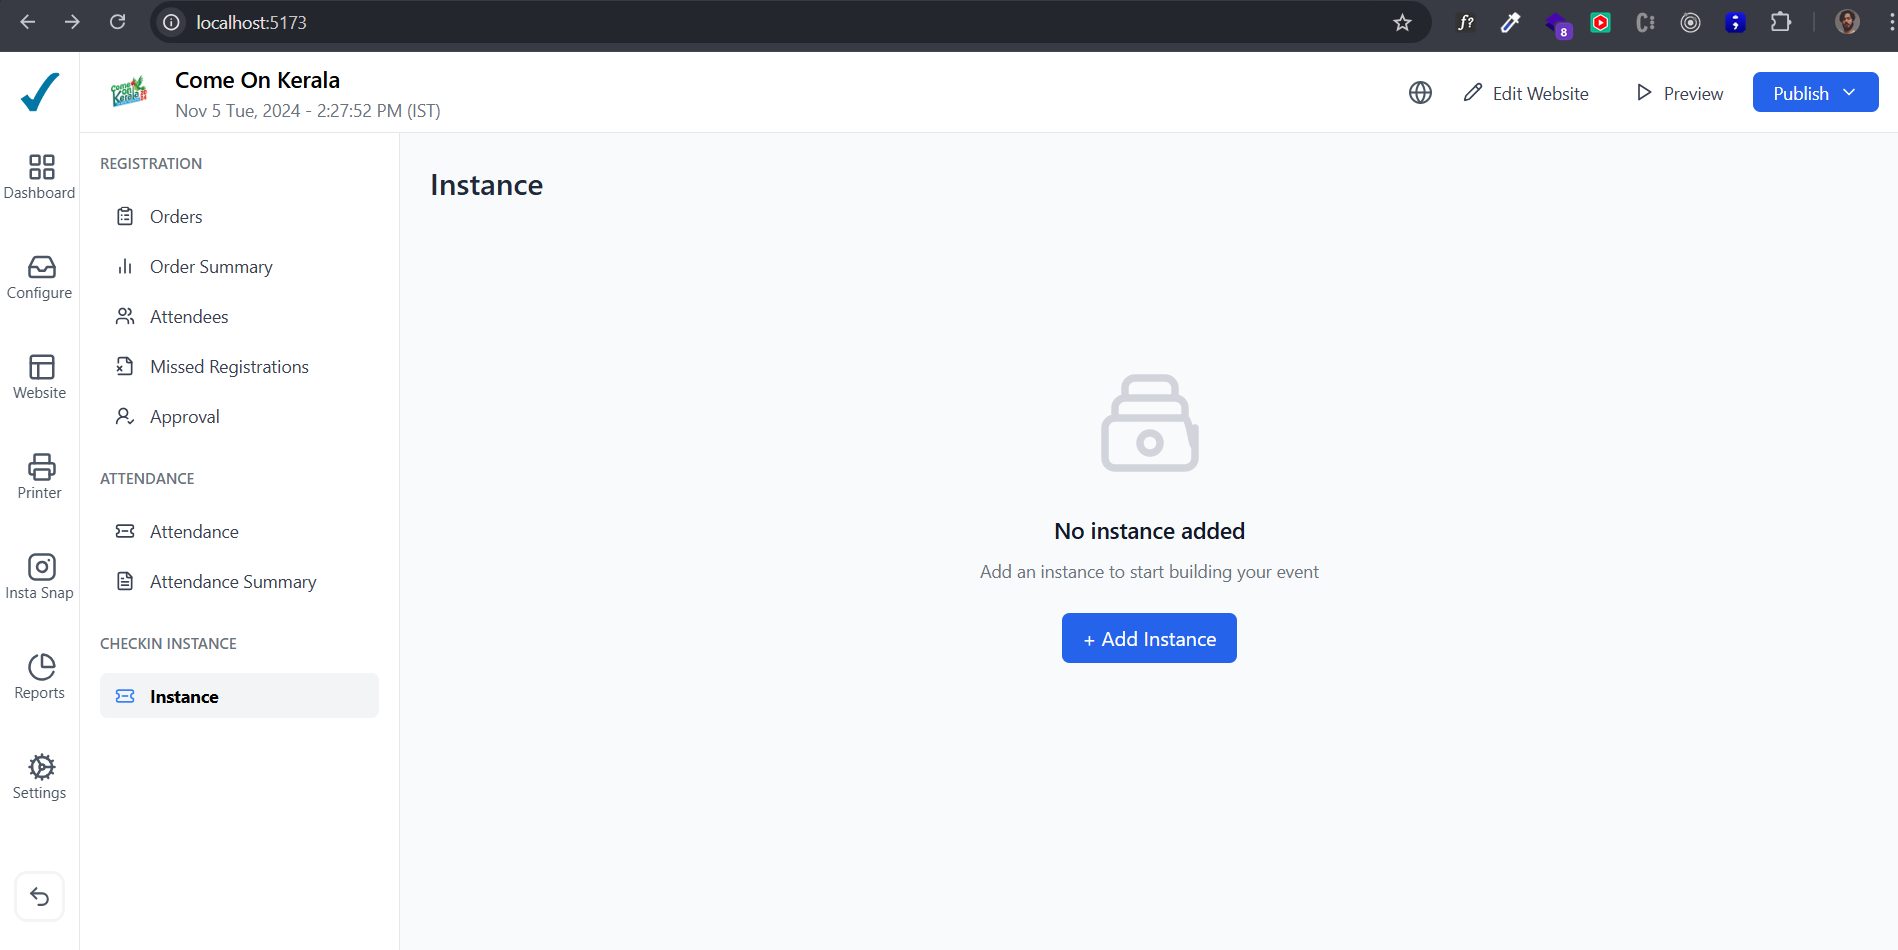 localhost:5173
8
Come On Kerala
Nov 5 Tue, 2024 - 2:27:52 PM (IST)
Edit Website
Preview
Publish
Dashboard
Configure
Website
Printer
Insta Snap
Reports
Settings
REGISTRATION
Orders
Order Summary
Attendees
Missed Registrations
Approval
ATTENDANCE
Attendance
Attendance Summary
CHECKIN INSTANCE
Instance
Instance
No instance added
Add an instance to start building your event
+ Add Instance